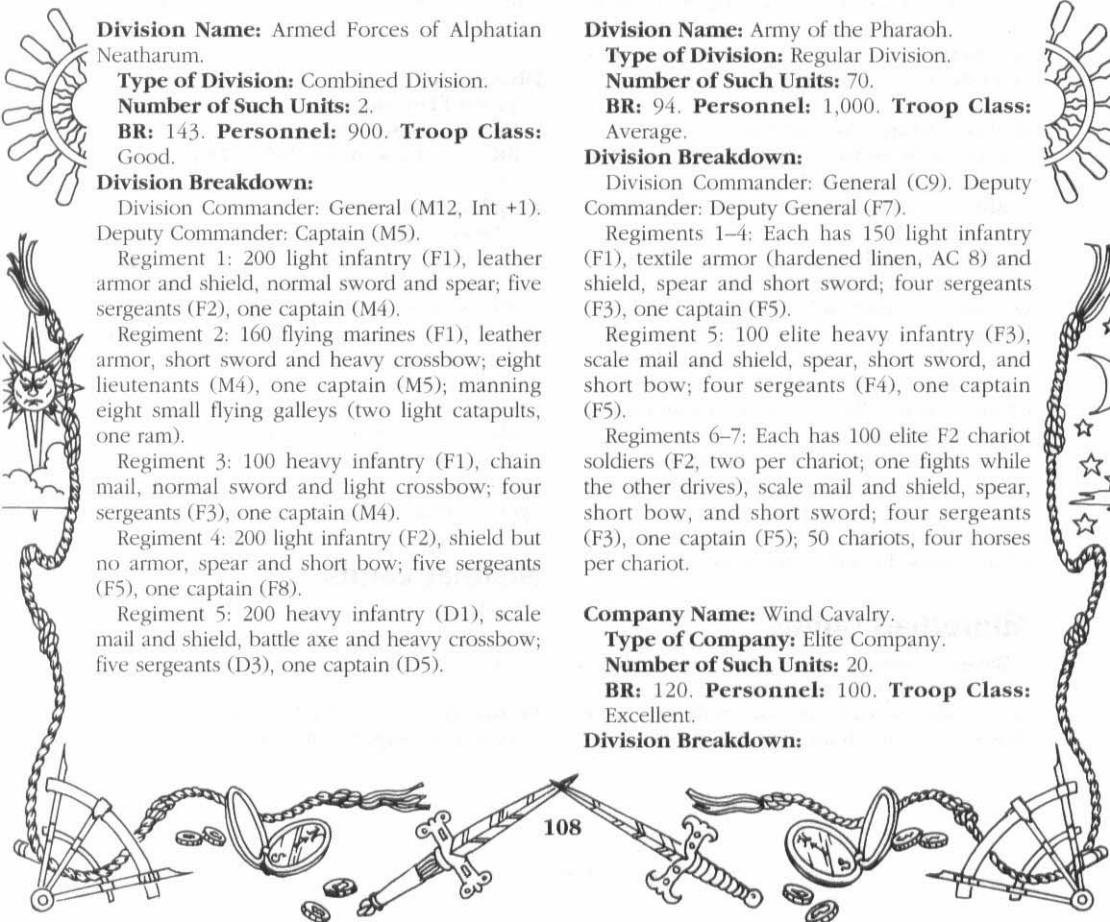 Division Name: Armed Forces of Alphatian
Neatharum.
Type of Division: Combined Division.
Number of Such Units: 2.
BR: 143. Personnel: 900. Troop Class:
Good.
Division Breakdown:
Division Commander: General (M12, Int +1).
Deputy Commander: Captain (M5).
Regiment 1: 200 light infantry (F1), leather
armor and shield, normal sword and spear; five
sergeants (F2), one captain (M4).
Regiment 2: 160 flying marines (F1), leather
armor, short sword and heavy crossbow; eight
lieutenants (M4), one captain (M5); manning
eight small flying galleys (two light catapults,
one ram).
Regiment 3: 100 heavy infantry (F1), chain
mail, normal sword and light crossbow; four
sergeants (F3), one captain (M4).
Regiment 4: 200 light infantry (F2), shield but
no armor, spear and short bow; five sergeants
(F5), one captain (F8).
Regiment 5: 200 heavy infantry (D1), scale
mail and shield, battle axe and heavy crossbow;
five sergeants (D3), one captain (D5).
Division Name: Army of the Pharaoh.
Type of Division: Regular Division.
Number of Such Units: 70.
BR: 94. Personnel: 1,000. Troop Class:
Average.
Division Breakdown:
Division Commander: General (C9). Deputy
Commander: Deputy General (F7).
Regiments 1–4: Each has 150 light infantry
(F1), textile armor (hardened linen, AC 8) and
shield, spear and short sword; four sergeants
(F3), one captain (F5).
Regiment 5: 100 elite heavy infantry (F3),
scale mail and shield, spear, short sword, and
short bow; four sergeants (F4), one captain
(F5).
Regiments 6–7: Each has 100 elite F2 chariot
soldiers (F2, two per chariot; one fights while
the other drives), scale mail and shield, spear,
short bow, and short sword; four sergeants
(F3), one captain (F5); 50 chariots, four horses
per chariot.
Company Name: Wind Cavalry.
Type of Company: Elite Company.
Number of Such Units: 20.
BR: 120. Personnel: 100. Troop Class:
Excellent.
Division Breakdown:
108